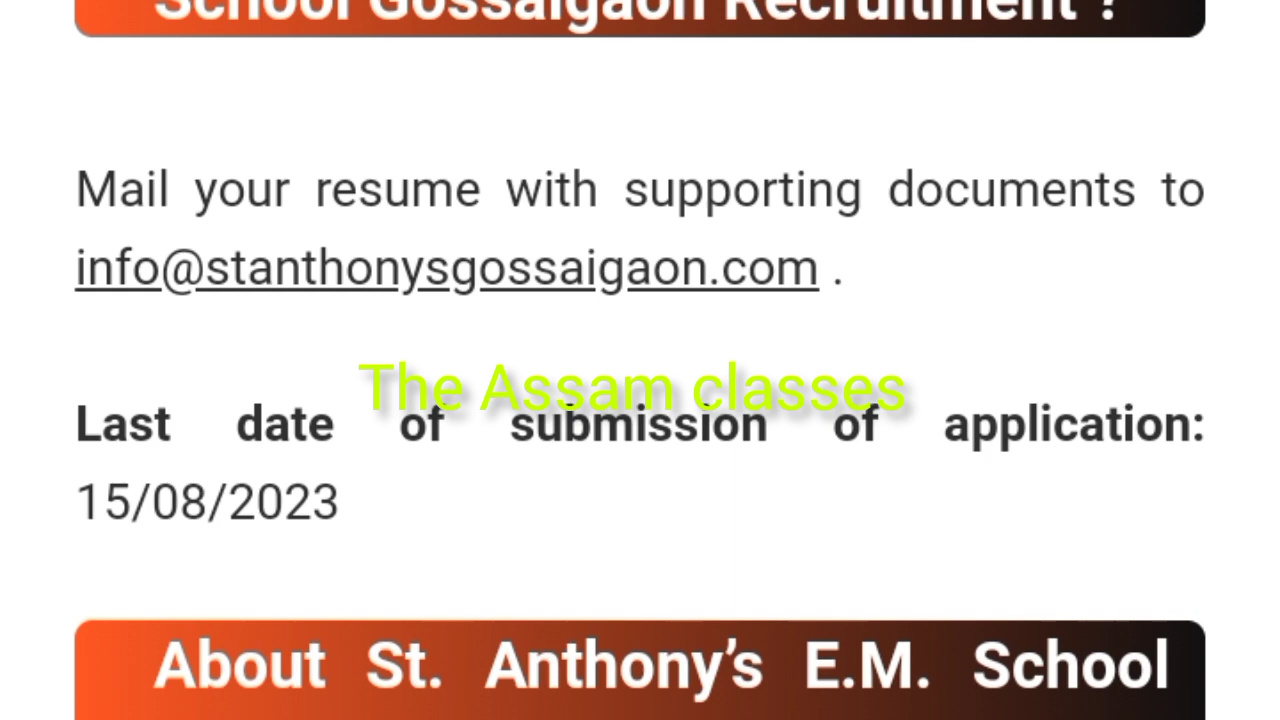 School Gossaigaon Recruitment ?
Mail your resume with supporting documents to
info@stanthonysgossaigaon.com .
The Assam classes
Last date of submission of application:
15/08/2023
About St. Anthony’s E.M. School